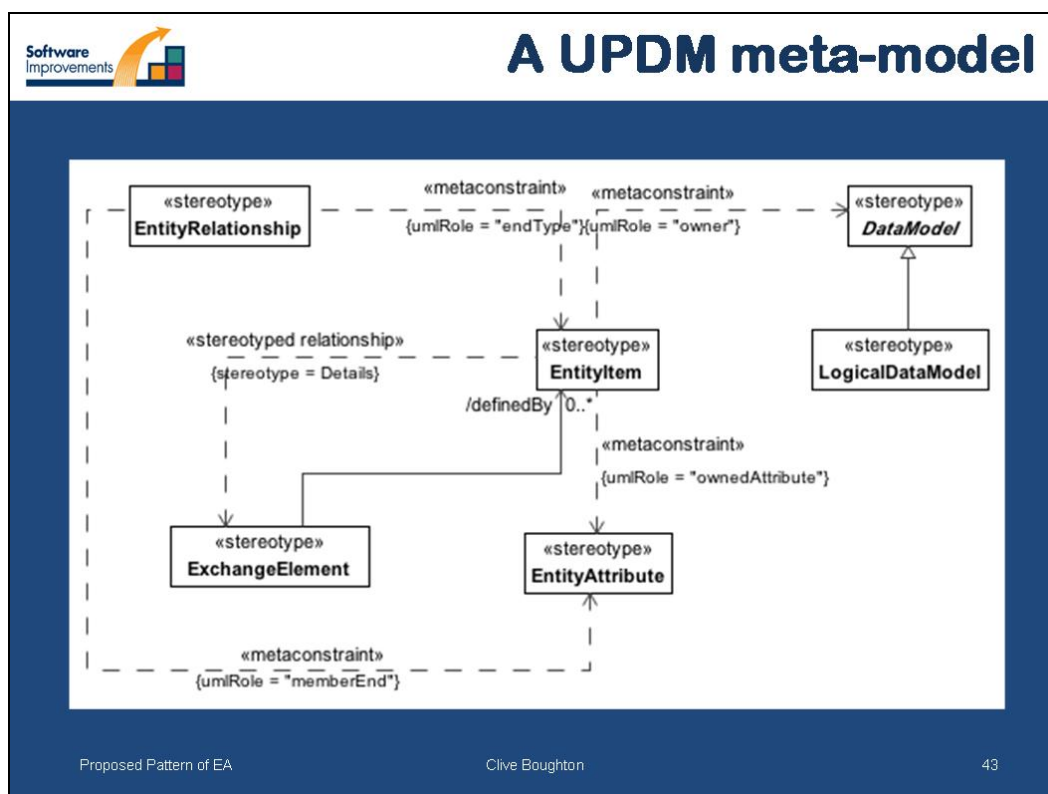 Software
Improvements
A UPDM meta-model
«stereotype»
EntityRelationship
«metaconstraint»
{umlRole = "endType"}
«metaconstraint»
{umlRole = "owner"}
«stereotype»
DataModel
«stereotyped relationship»
{stereotype = Details}
«stereotype»
EntityItem
«stereotype»
LogicalDataModel
/definedBy 0..*
«metaconstraint»
{umlRole = "ownedAttribute"}
«stereotype»
ExchangeElement
«stereotype»
EntityAttribute
«metaconstraint»
{umlRole = "memberEnd"}
Proposed Pattern of EA
Clive Boughton
43